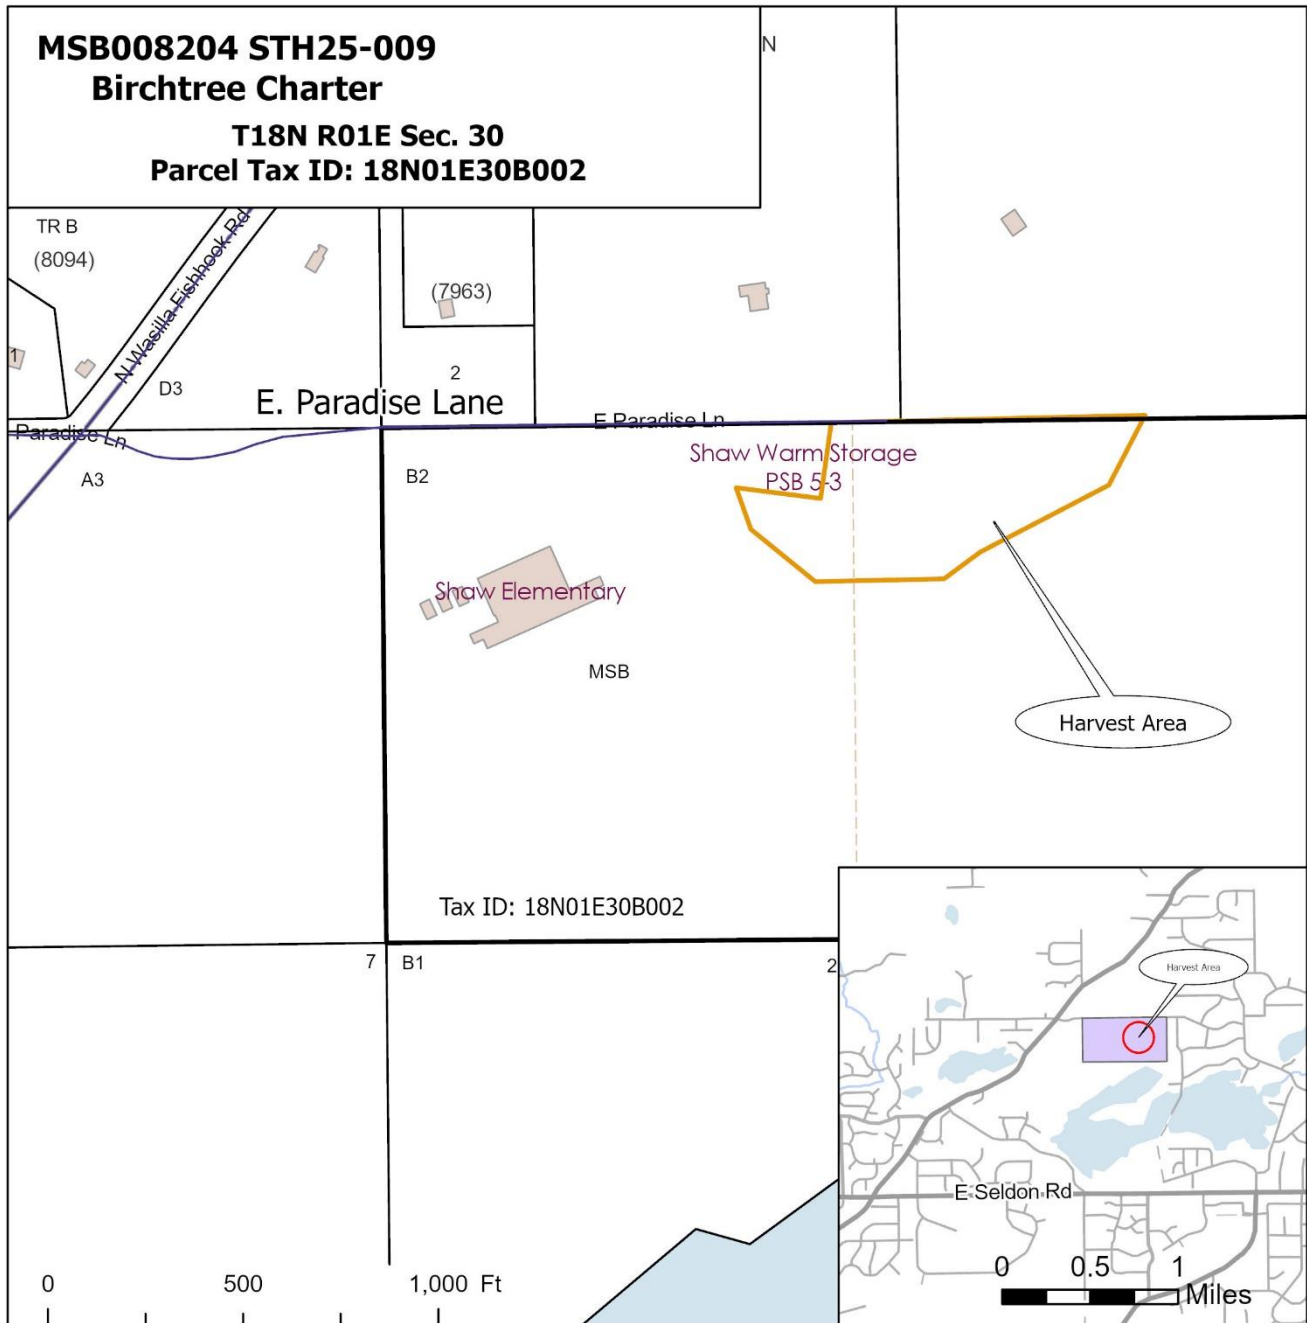 MSB008204 STH25-009
Birchtree Charter
T18N R01E Sec. 30
Parcel Tax ID: 18N01E30B002
N
TR B
(8094)
N Wasilla-Fishhook Rd
(7963)
1
D3
2
E. Paradise Lane
E Paradise Ln
Paradise Ln
A3
B2
Shaw Warm Storage
PSB 5-3
Shaw Elementary
MSB
Harvest Area
Tax ID: 18N01E30B002
7
B1
2
Harvest Area
E Seldon Rd
0 0.5 1
Miles
0 500 1,000 Ft